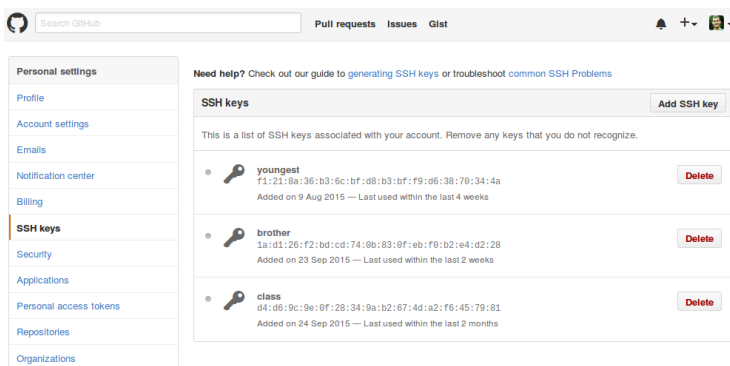 Search GitHub
Pull requests Issues Gist
Personal settings
Profile
Account settings
Emails
Notification center
Billing
SSH keys
Security
Applications
Personal access tokens
Repositories
Organizations
Need help? Check out our guide to generating SSH keys or troubleshoot common SSH Problems
SSH keys
Add SSH key
This is a list of SSH keys associated with your account. Remove any keys that you do not recognize.
youngest
f1:21:8a:36:b3:6c:bf:d8:b3:bf:f9:d6:38:70:34:4a
Added on 9 Aug 2015 — Last used within the last 4 weeks
Delete
brother
1a:d1:26:f2:bd:cd:74:0b:83:0f:eb:f0:b2:e4:d2:28
Added on 23 Sep 2015 — Last used within the last 2 weeks
Delete
class
d4:d6:9c:9e:0f:28:34:9a:b2:67:4d:a2:f6:45:79:81
Added on 24 Sep 2015 — Last used within the last 2 months
Delete